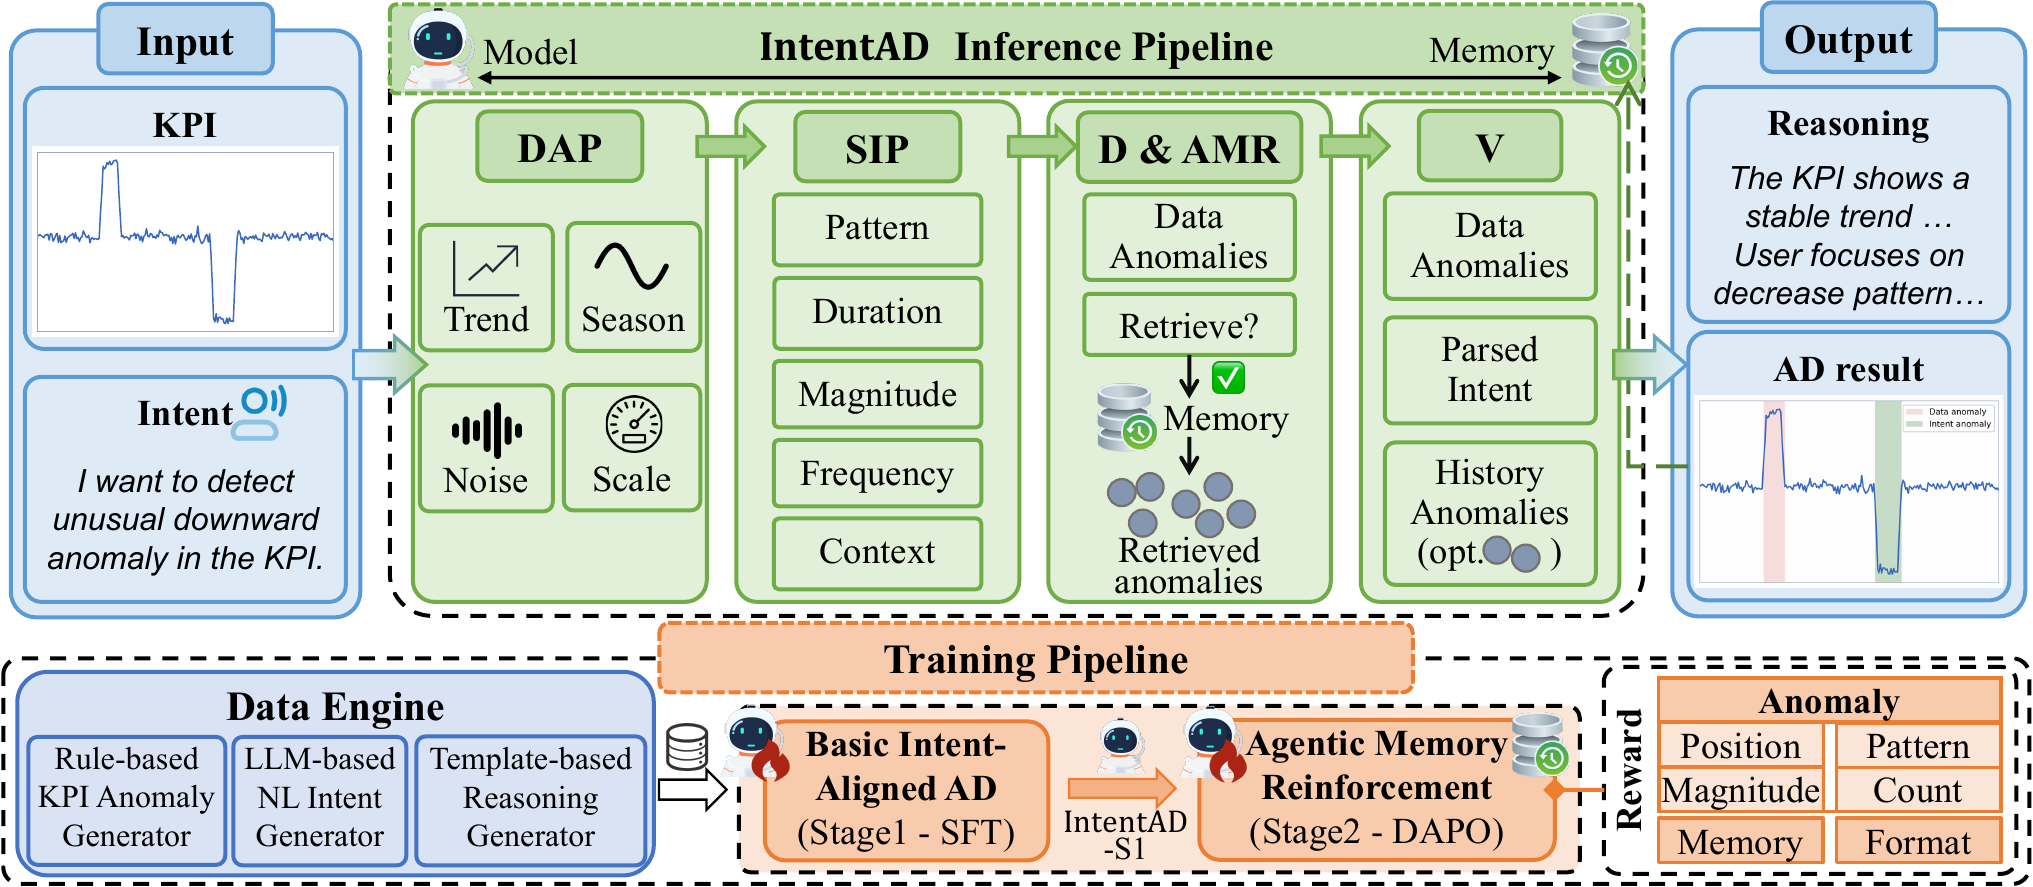 Input
KPI
Intent
I want to detect
unusual downward
anomaly in the KPI.
Model
IntentAD Inference Pipeline
Memory
DAP
Trend
Season
Noise
Scale
SIP
Pattern
Duration
Magnitude
Frequency
Context
D & AMR
Data
Anomalies
Retrieve?
Memory
Retrieved
anomalies
V
Data
Anomalies
Parsed
Intent
History
Anomalies
(opt. )
Output
Reasoning
The KPI shows a
stable trend ...
User focuses on
decrease pattern...
AD result
Data anomaly
Intent anomaly
Training Pipeline
Data Engine
Rule-based
KPI Anomaly
Generator
LLM-based
NL Intent
Generator
Template-based
Reasoning
Generator
Basic Intent-
Aligned AD
(Stage1 - SFT)
IntentAD
-S1
Agentic Memory
Reinforcement
(Stage2 - DAPO)
Reward
Anomaly
Position
Pattern
Magnitude
Count
Memory
Format